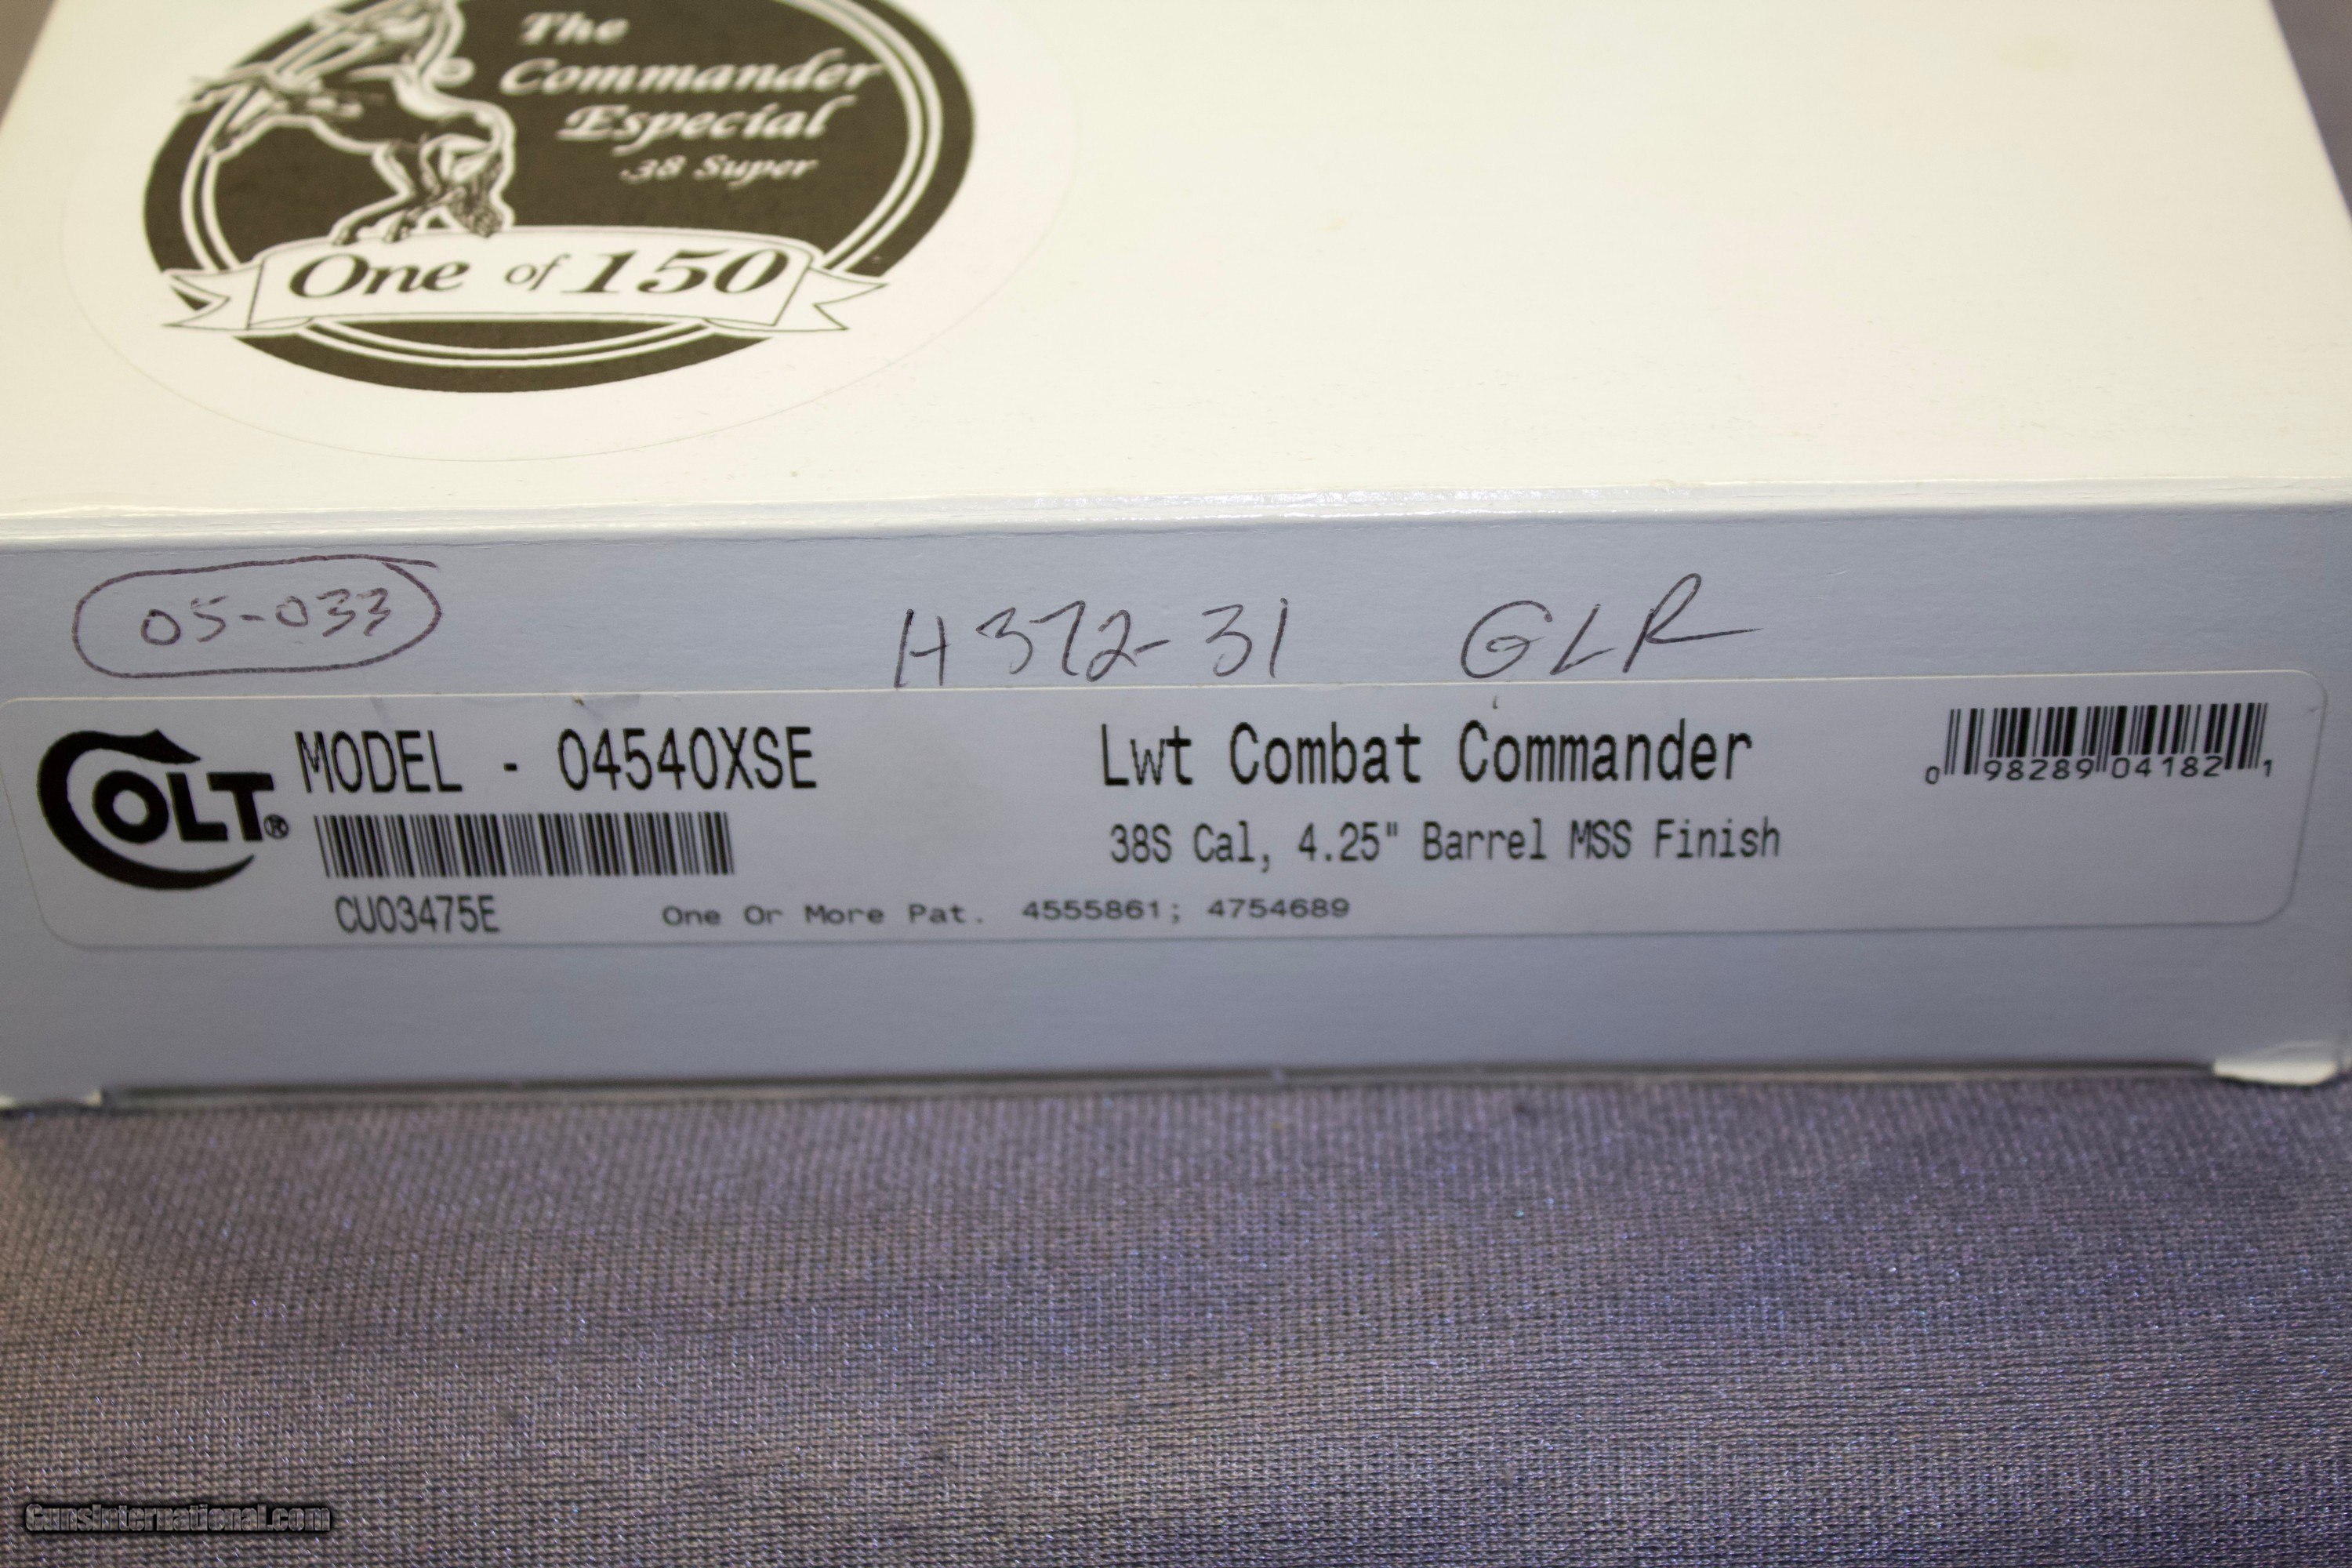 The
Commander
Especial
.38 Super
One of 150
05-033
H372-31 GLR
COLT® MODEL - 04540XSE
CU03475E
One Or More Pat. 4555861; 4754689
Lwt Combat Commander
38S Cal, 4.25" Barrel MSS Finish
0 98289 04182 1
GunsInternational.com